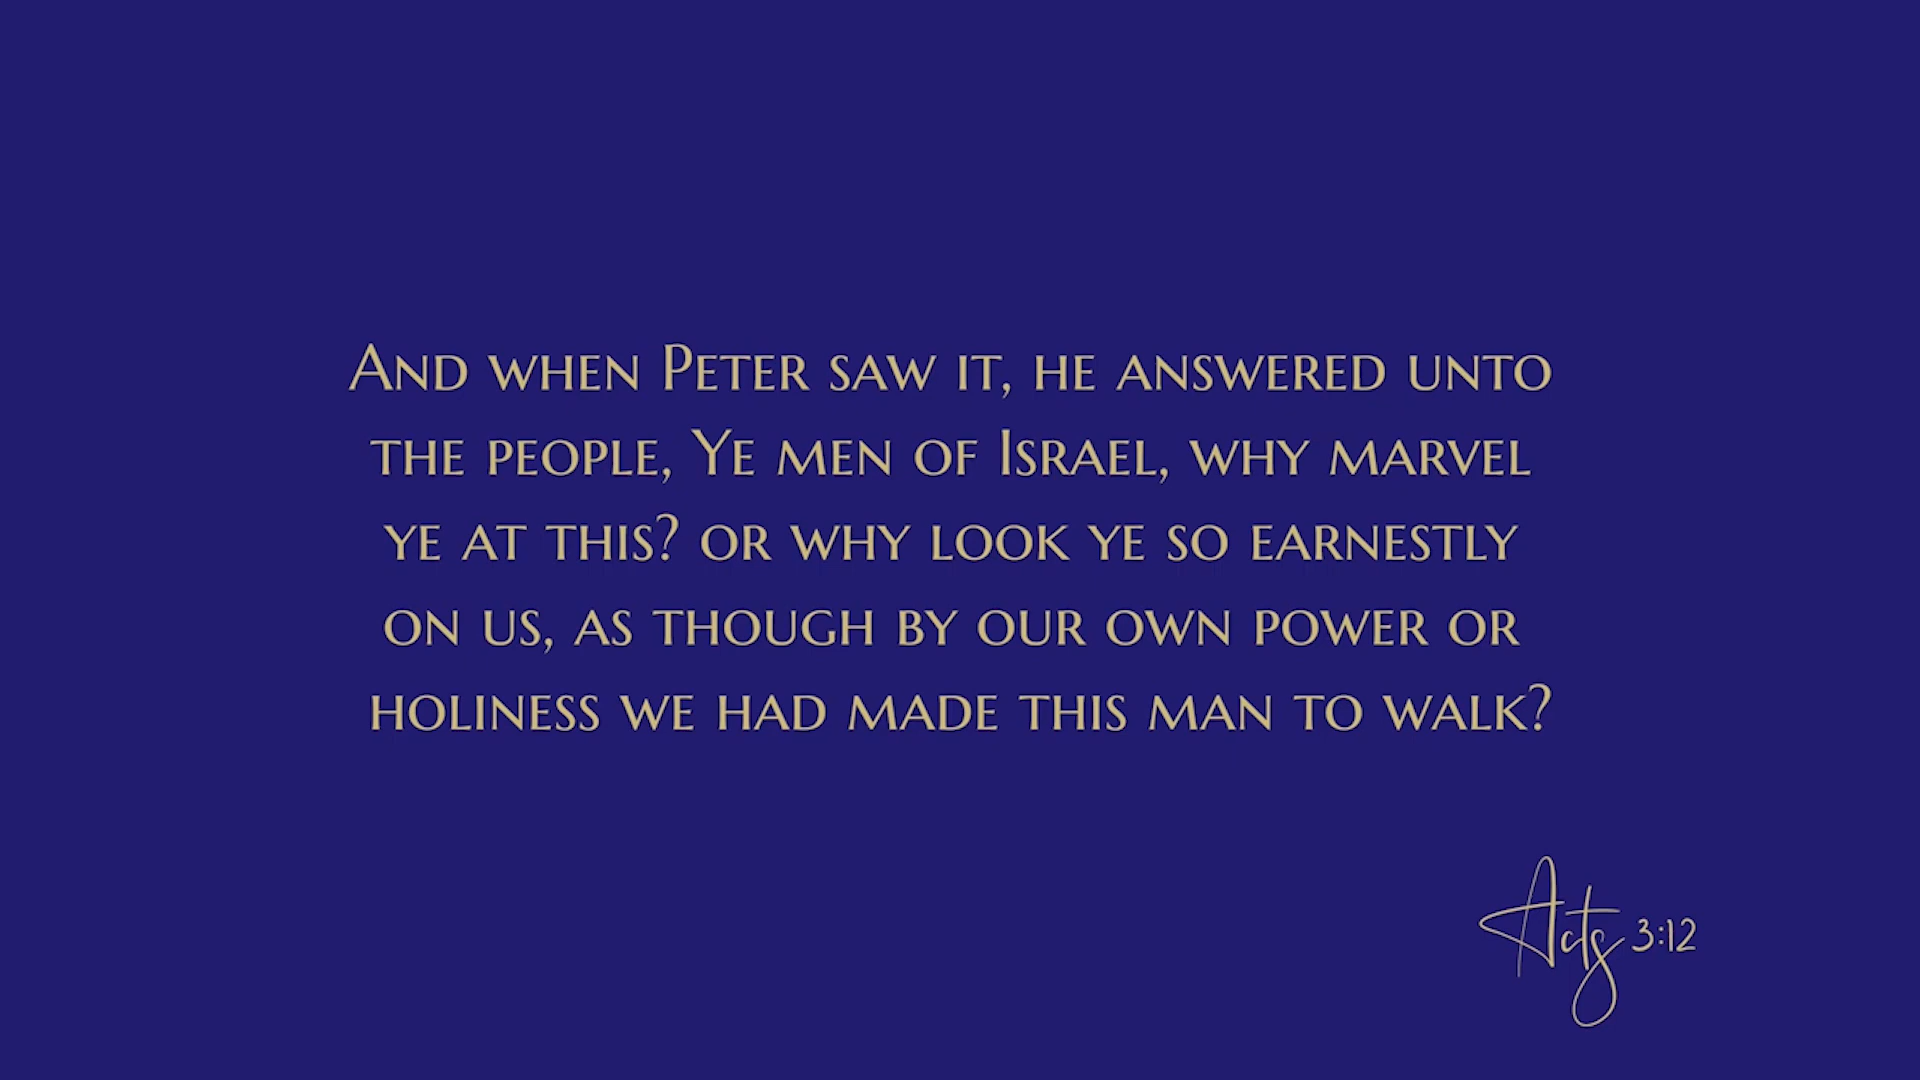 And when Peter saw it, he answered unto
the people, Ye men of Israel, why marvel
ye at this? or why look ye so earnestly
on us, as though by our own power or
holiness we had made this man to walk?
Acts 3:12